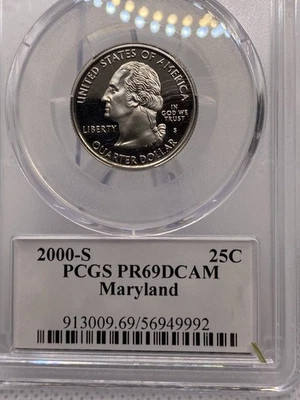 UNITED STATES OF AMERICA
LIBERTY
IN
GOD WE
TRUST
S
QUARTER DOLLAR
2000-S 25C
PCGS PR69DCAM
Maryland
913009.69/56949992